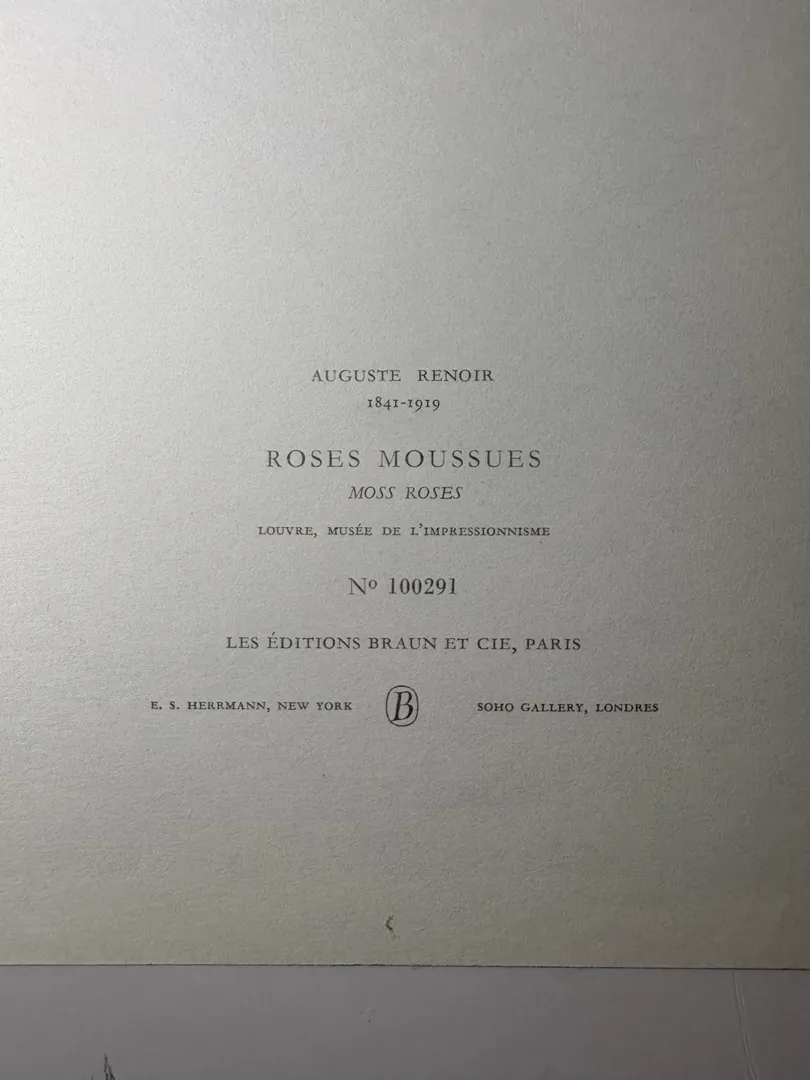 AUGUSTE RENOIR
1841-1919
ROSES MOUSSUES
MOSS ROSES
LOUVRE, MUSÉE DE L'IMPRESSIONNISME
Nº 100291
LES ÉDITIONS BRAUN ET CIE, PARIS
E. S. HERRMANN, NEW YORK B SOHO GALLERY, LONDRES